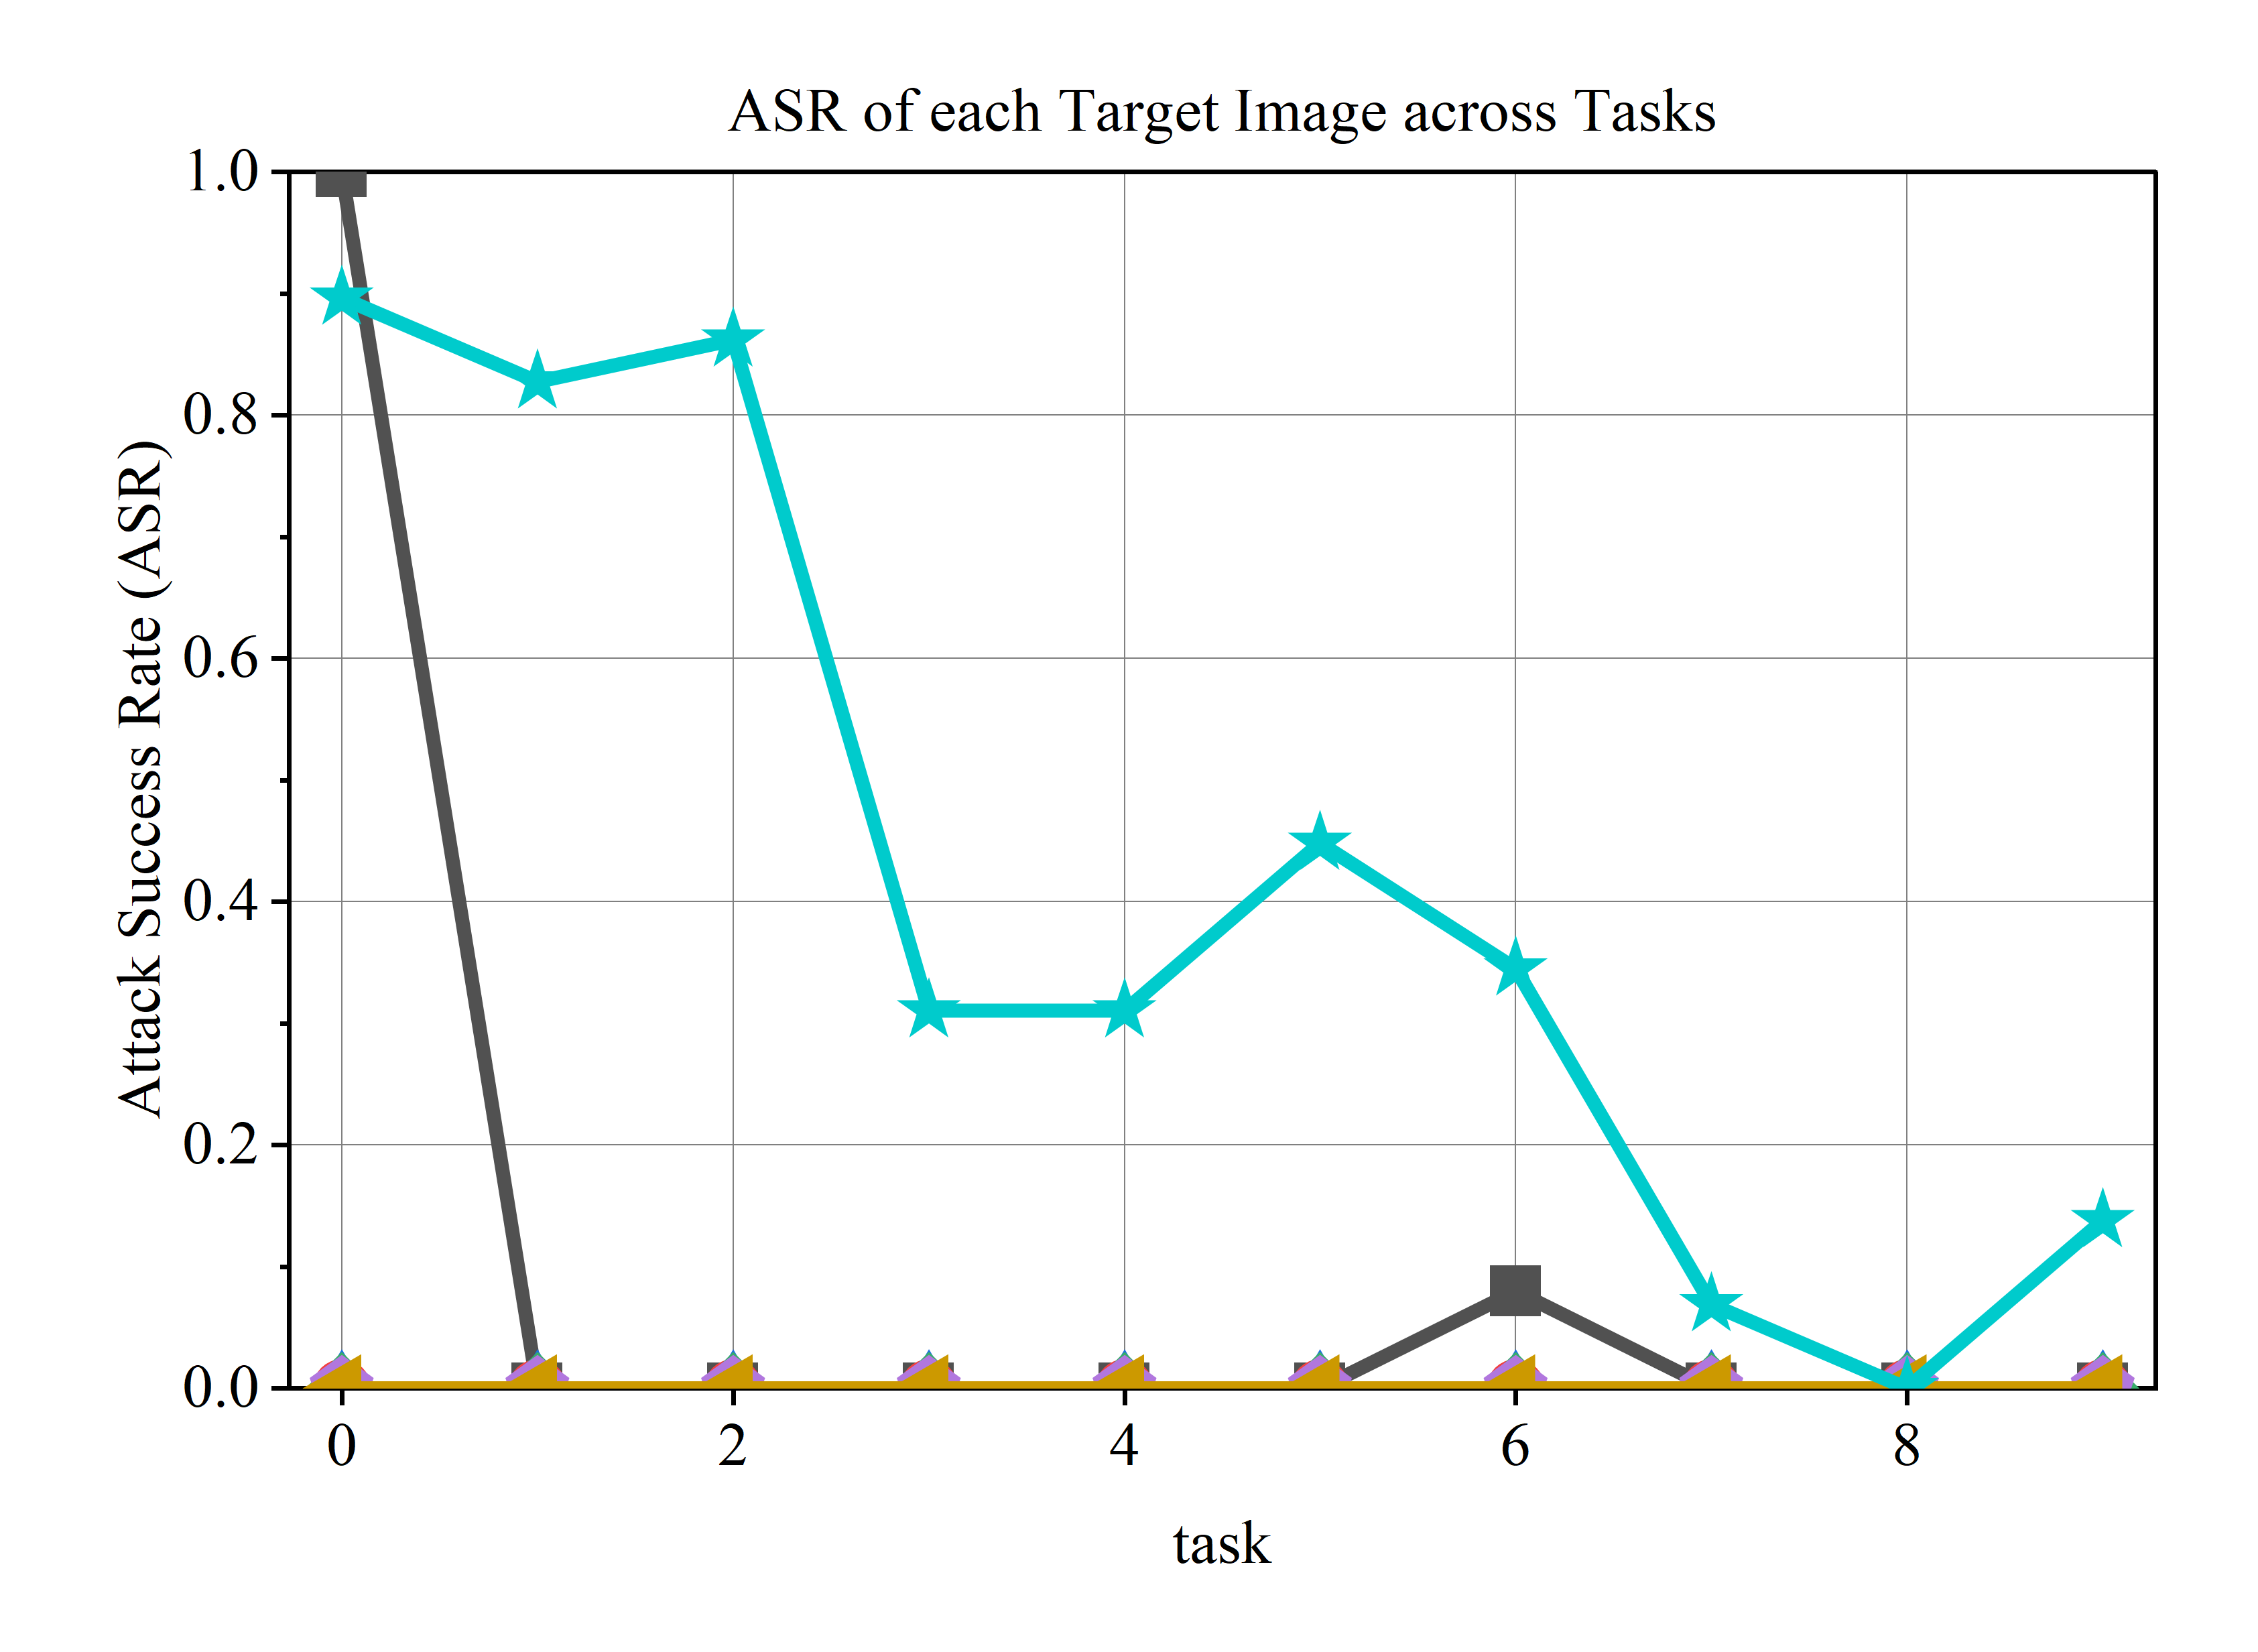 ASR of each Target Image across Tasks
1.0
0.8
0.6
0.4
0.2
0.0
Attack Success Rate (ASR)
0 2 4 6 8
task